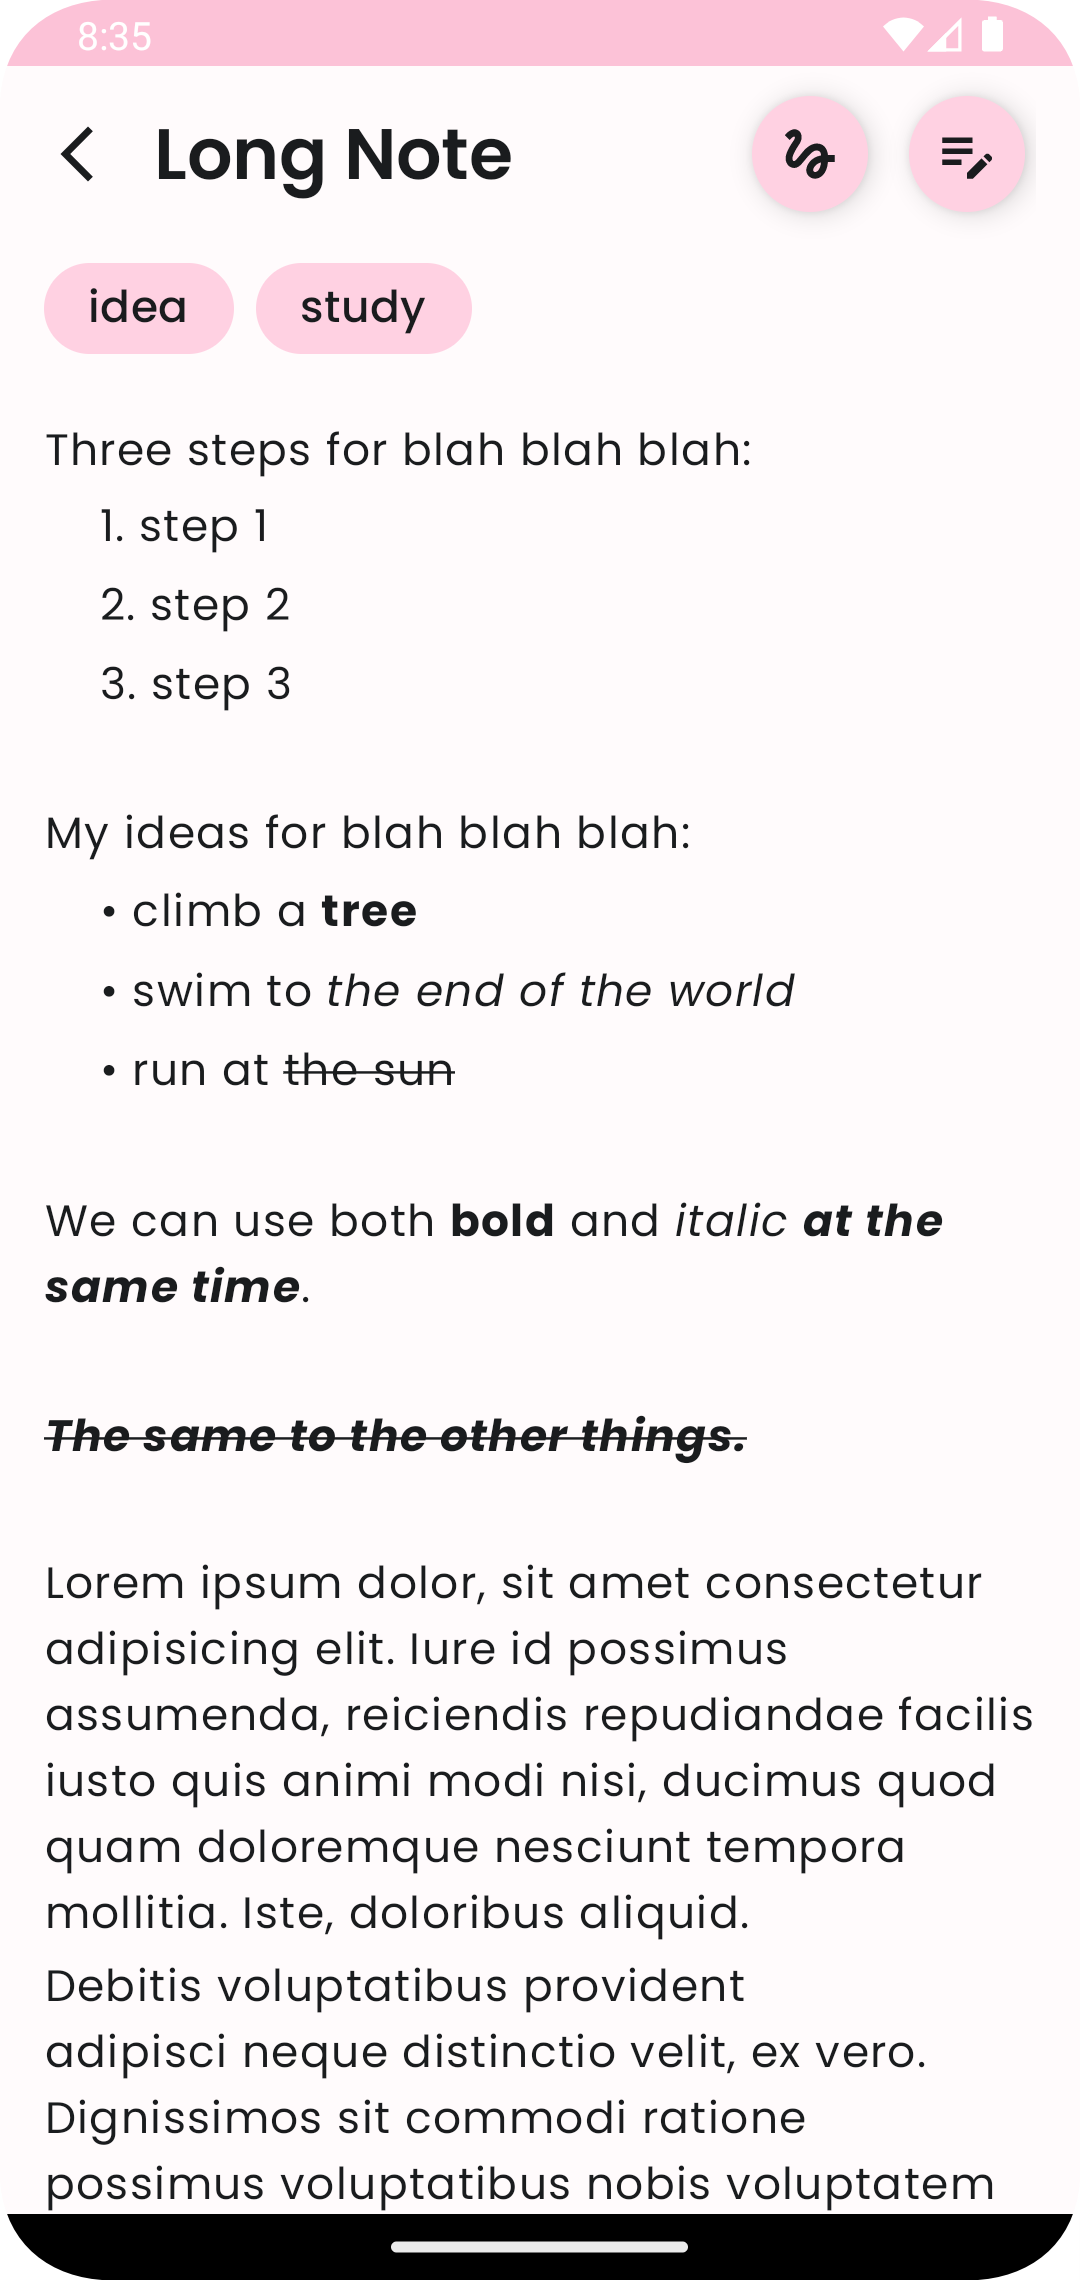 8:35
Long Note
idea study
Three steps for blah blah blah:
1. step 1
2. step 2
3. step 3
My ideas for blah blah blah:
• climb a tree
• swim to the end of the world
• run at the sun
We can use both bold and italic at the
same time.
The same to the other things.
Lorem ipsum dolor, sit amet consectetur
adipisicing elit. Iure id possimus
assumenda, reiciendis repudiandae facilis
iusto quis animi modi nisi, ducimus quod
quam doloremque nesciunt tempora
mollitia. Iste, doloribus aliquid.
Debitis voluptatibus provident
adipisci neque distinctio velit, ex vero.
Dignissimos sit commodi ratione
possimus voluptatibus nobis voluptatem